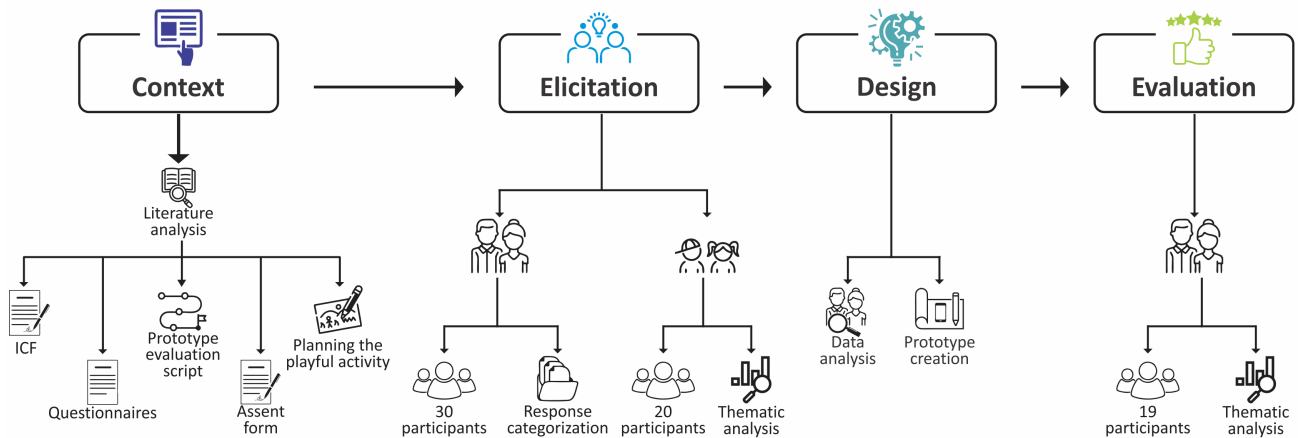 Context
Elicitation
Design
Evaluation
Literature
analysis
ICF
Questionnaires
Prototype
evaluation
script
Assent
form
Planning the
playful activity
30
participants
Response
categorization
20
participants
Thematic
analysis
Data
analysis
Prototype
creation
19
participants
Thematic
analysis